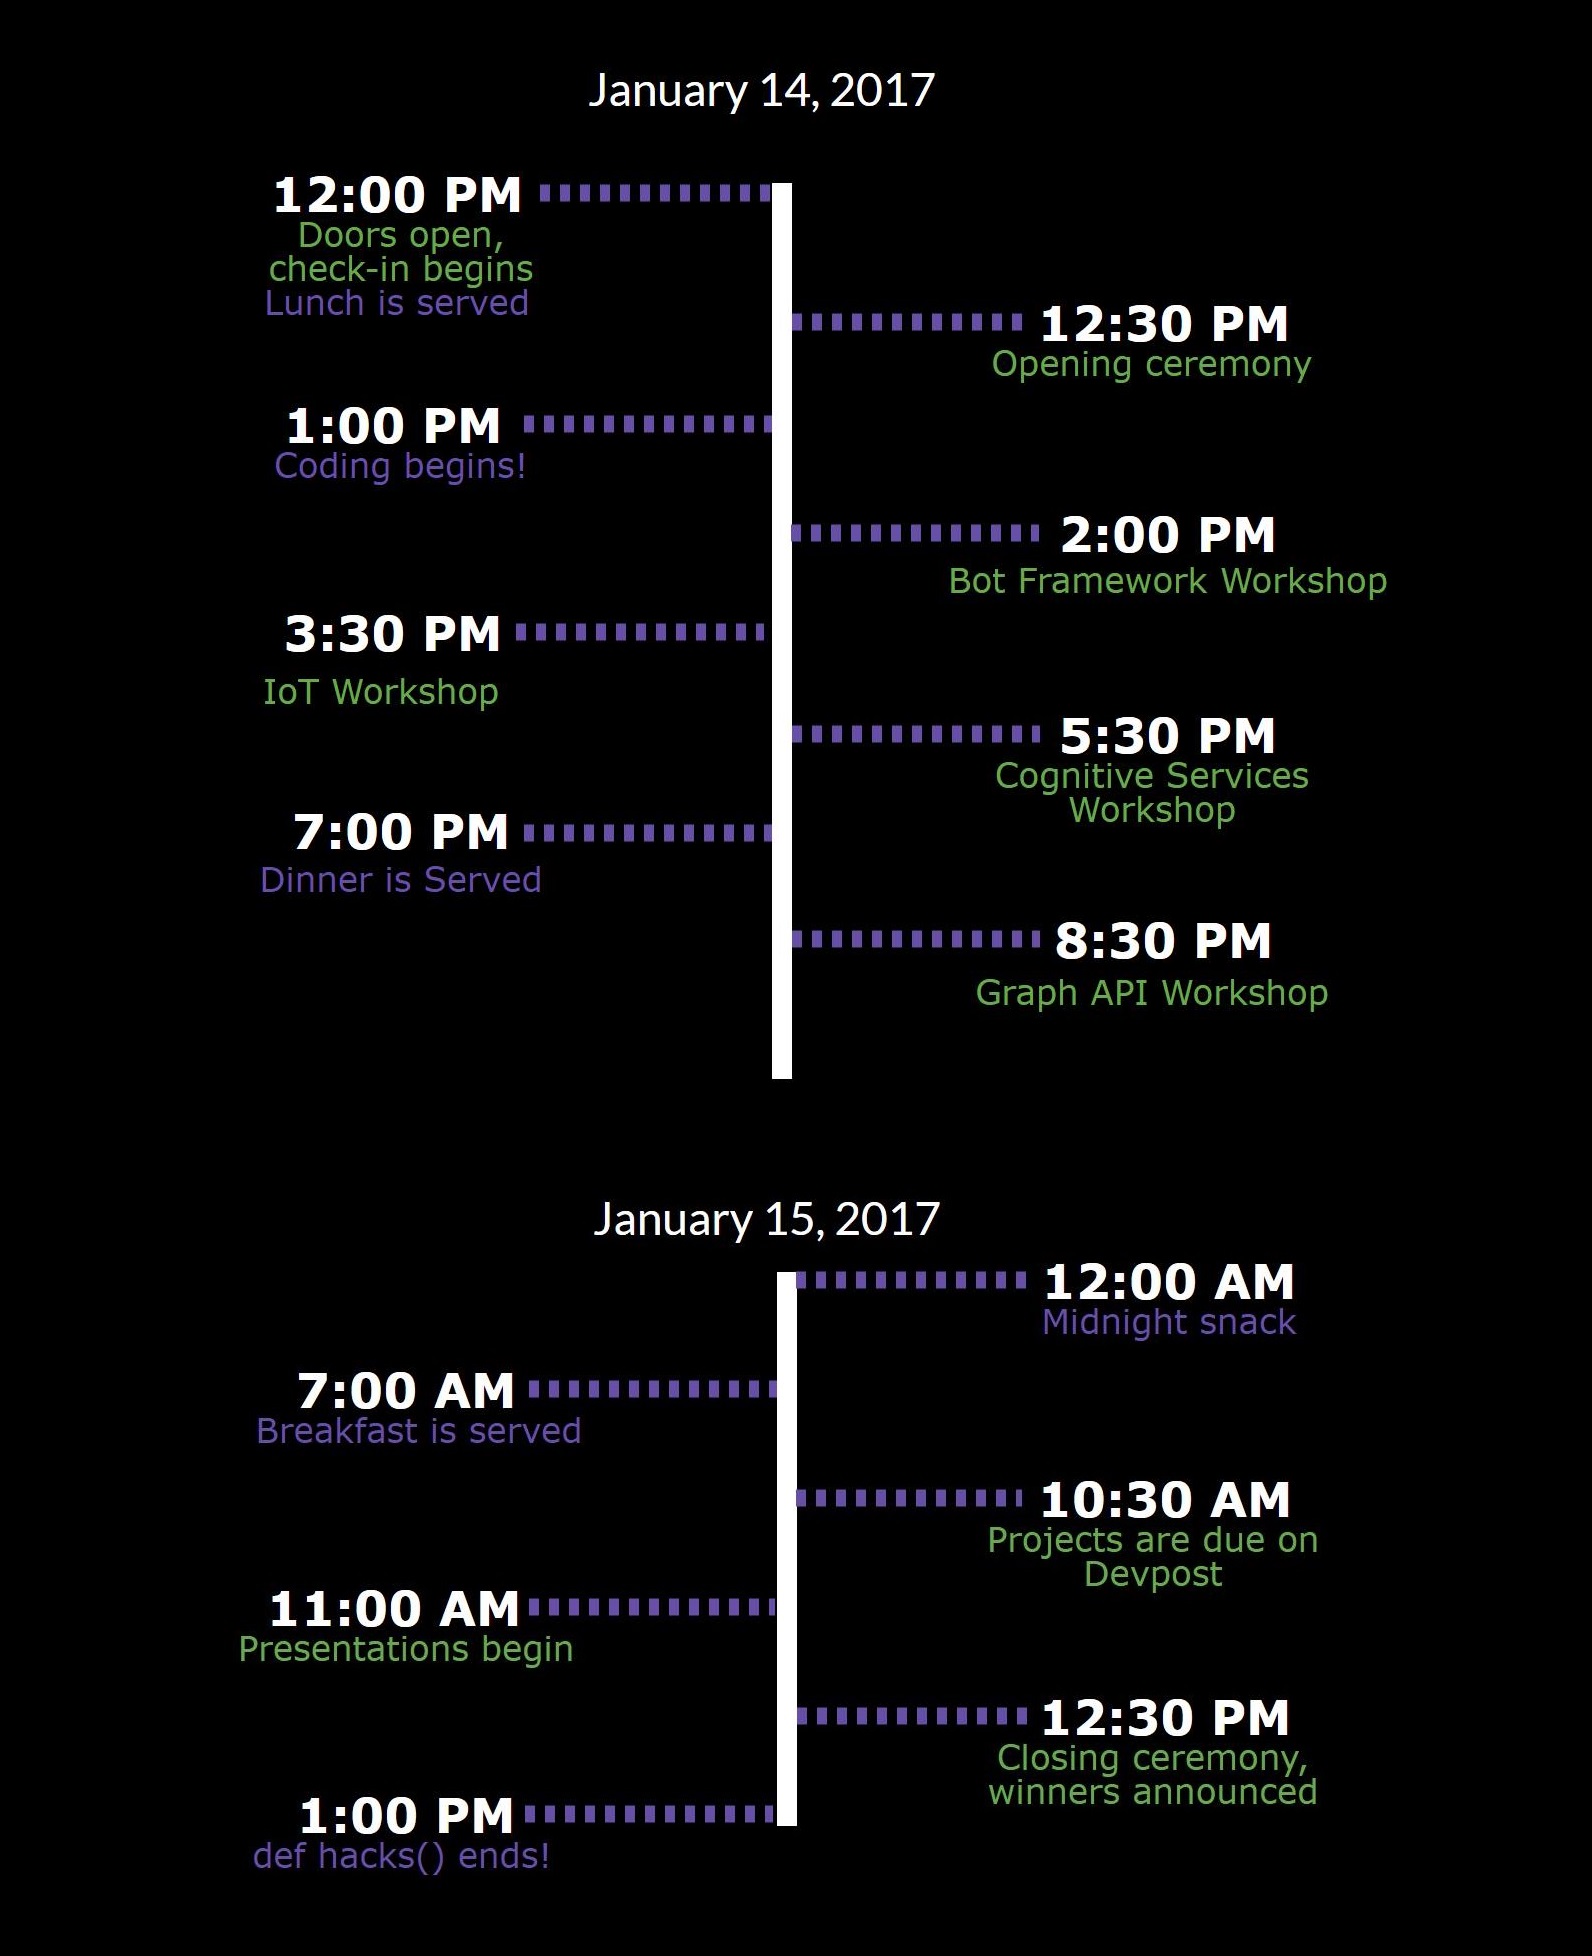 January 14, 2017
12:00 PM
Doors open,
check-in begins
Lunch is served
12:30 PM
Opening ceremony
1:00 PM
Coding begins!
2:00 PM
Bot Framework Workshop
3:30 PM
IoT Workshop
5:30 PM
Cognitive Services
Workshop
7:00 PM
Dinner is Served
8:30 PM
Graph API Workshop
January 15, 2017
12:00 AM
Midnight snack
7:00 AM
Breakfast is served
10:30 AM
Projects are due on
Devpost
11:00 AM
Presentations begin
12:30 PM
Closing ceremony,
winners announced
1:00 PM
def hacks() ends!